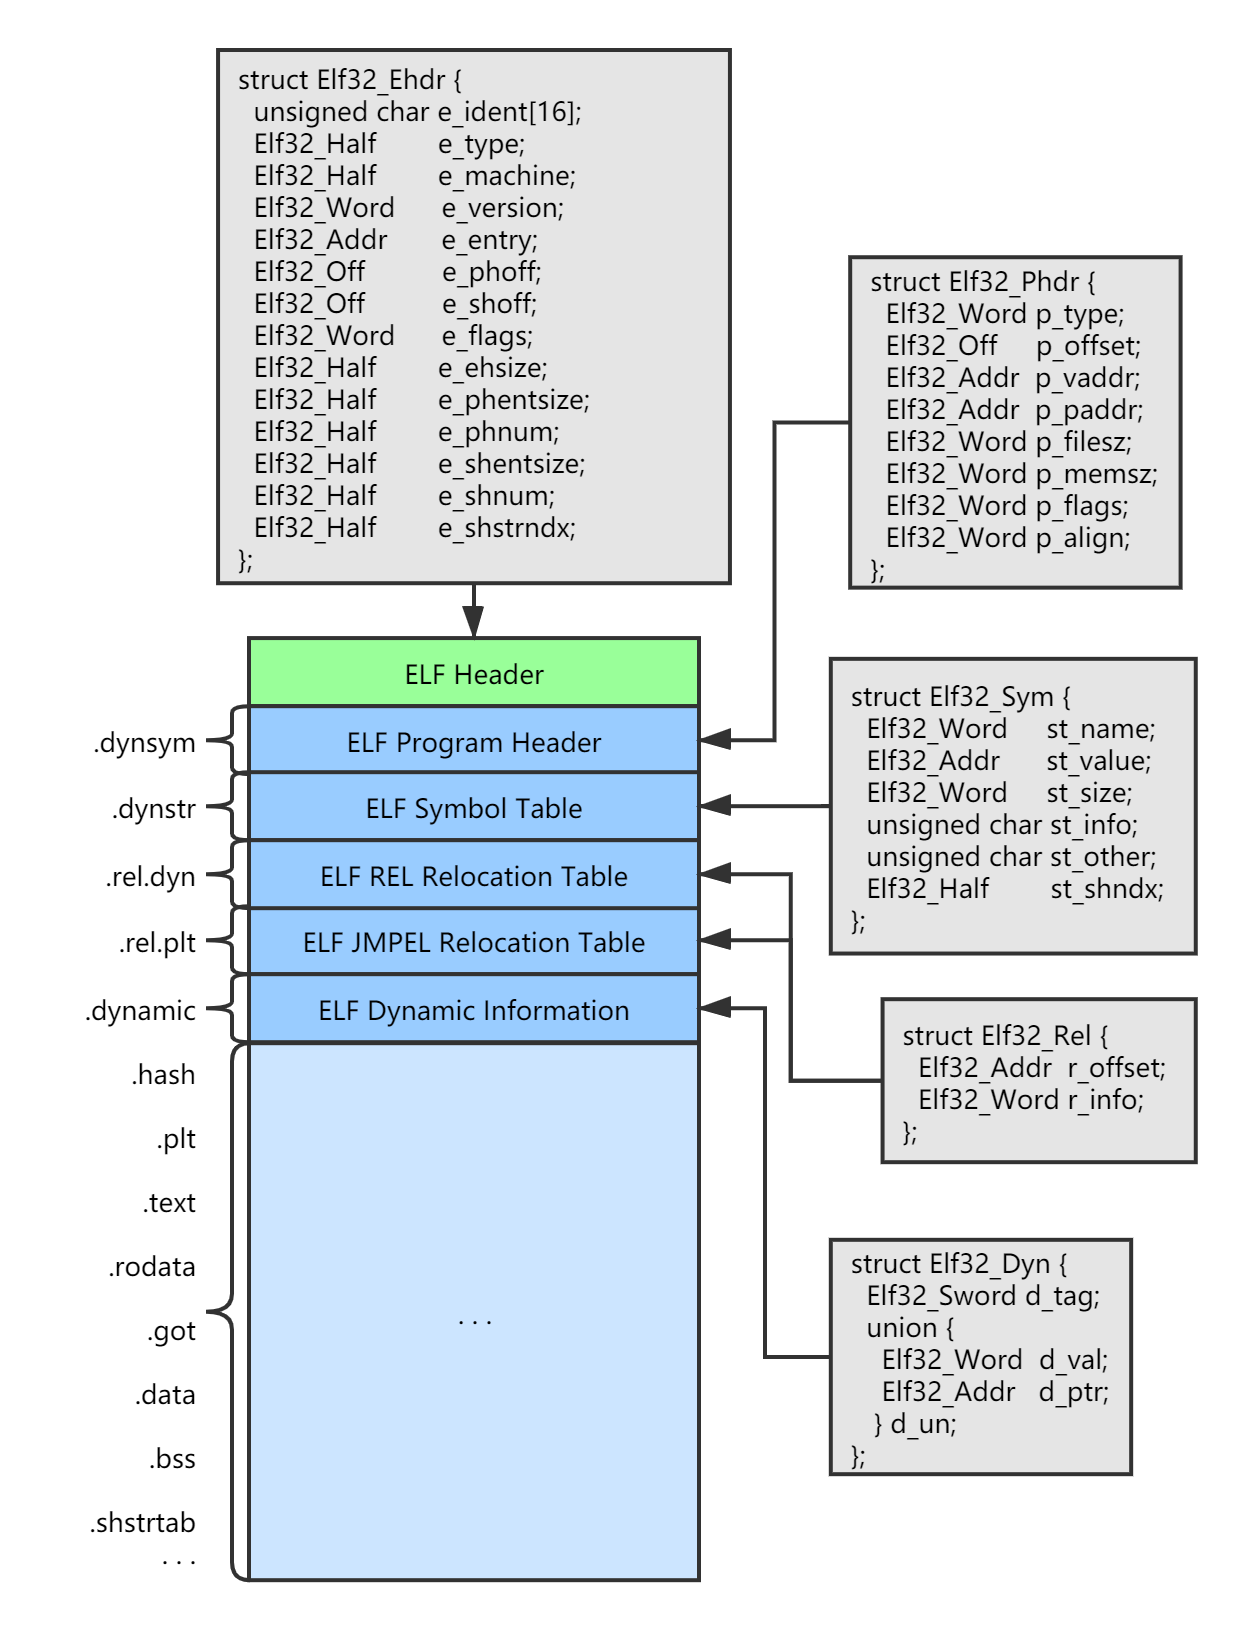 struct Elf32_Ehdr {
unsigned char e_ident[16];
Elf32_Half e_type;
Elf32_Half e_machine;
Elf32_Word e_version;
Elf32_Addr e_entry;
Elf32_Off e_phoff;
Elf32_Off e_shoff;
Elf32_Word e_flags;
Elf32_Half e_ehsize;
Elf32_Half e_phentsize;
Elf32_Half e_phnum;
Elf32_Half e_shentsize;
Elf32_Half e_shnum;
Elf32_Half e_shstrndx;
};
struct Elf32_Phdr {
Elf32_Word p_type;
Elf32_Off p_offset;
Elf32_Addr p_vaddr;
Elf32_Addr p_paddr;
Elf32_Word p_filesz;
Elf32_Word p_memsz;
Elf32_Word p_flags;
Elf32_Word p_align;
};
ELF Header
.dynsym
ELF Program Header
.dynstr
ELF Symbol Table
.rel.dyn
ELF REL Relocation Table
.rel.plt
ELF JMPEL Relocation Table
.dynamic
ELF Dynamic Information
.hash
.plt
.text
.rodata
.got
.data
.bss
.shstrtab
. . .
. . .
struct Elf32_Sym {
Elf32_Word st_name;
Elf32_Addr st_value;
Elf32_Word st_size;
unsigned char st_info;
unsigned char st_other;
Elf32_Half st_shndx;
};
struct Elf32_Rel {
Elf32_Addr r_offset;
Elf32_Word r_info;
};
struct Elf32_Dyn {
Elf32_Sword d_tag;
union {
Elf32_Word d_val;
Elf32_Addr d_ptr;
} d_un;
};